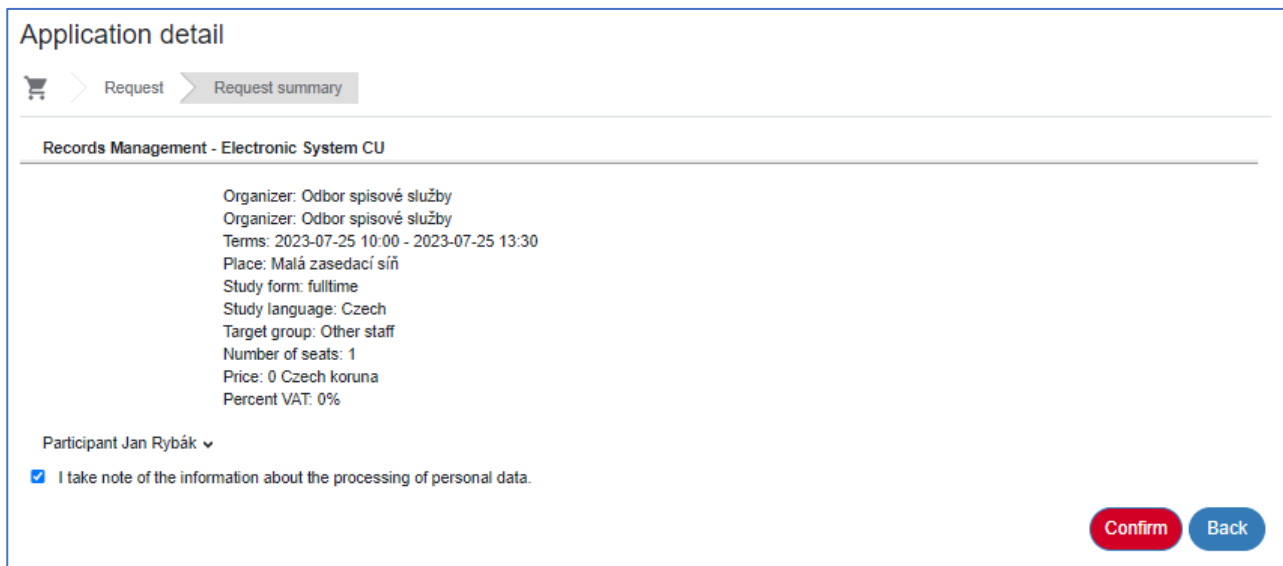 Application detail
Request Request summary
Records Management - Electronic System CU
Organizer: Odbor spisové služby
Organizer: Odbor spisové služby
Terms: 2023-07-25 10:00 - 2023-07-25 13:30
Place: Malá zasedací síň
Study form: fulltime
Study language: Czech
Target group: Other staff
Number of seats: 1
Price: 0 Czech koruna
Percent VAT: 0%
Participant Jan Rybák
I take note of the information about the processing of personal data.
Confirm Back